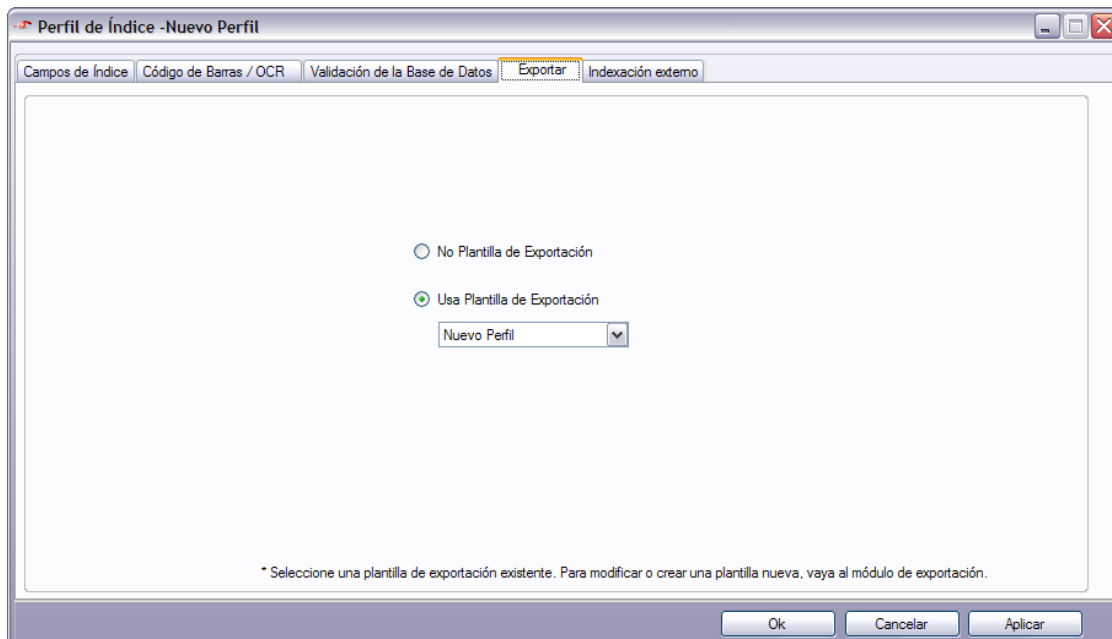 Perfil de Índice -Nuevo Perfil
Campos de Índice Código de Barras / OCR Validación de la Base de Datos Exportar Indexación externo
No Plantilla de Exportación
Usa Plantilla de Exportación
Nuevo Perfil
* Seleccione una plantilla de exportación existente. Para modificar o crear una plantilla nueva, vaya al módulo de exportación.
Ok Cancelar Aplicar